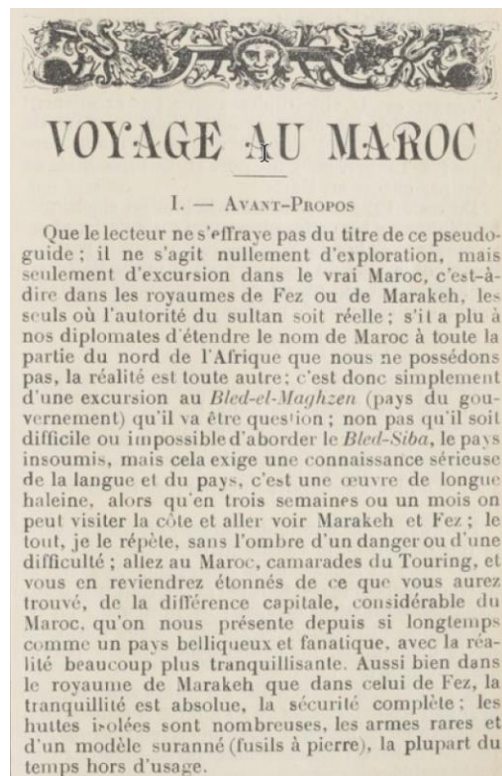 VOYAGE AU MAROC
I. — AVANT-PROPOS
Que le lecteur ne s'effraye pas du titre de ce pseudo-
guide ; il ne s'agit nullement d'exploration, mais
seulement d'excursion dans le vrai Maroc, c'est-à-
dire dans les royaumes de Fez ou de Marakeh, les
seuls où l'autorité du sultan soit réelle ; s'il a plu à
nos diplomates d'étendre le nom de Maroc à toute la
partie du nord de l'Afrique que nous ne possédons
pas, la réalité est toute autre ; c'est donc simplement
d'une excursion au Bled-el-Maghzen (pays du gou-
vernement) qu'il va être question ; non pas qu'il soit
difficile ou impossible d'aborder le Bled-Siba, le pays
insoumis, mais cela exige une connaissance sérieuse
de la langue et du pays, c'est une œuvre de longue
haleine, alors qu'en trois semaines ou un mois on
peut visiter la côte et aller voir Marakeh et Fez ; le
tout, je le répète, sans l'ombre d'un danger ou d'une
difficulté ; allez au Maroc, camarades du Touring, et
vous en reviendrez étonnés de ce que vous aurez
trouvé, de la différence capitale, considérable du
Maroc, qu'on nous présente depuis si longtemps
comme un pays belliqueux et fanatique, avec la réa-
lité beaucoup plus tranquillisante. Aussi bien dans
le royaume de Marakeh que dans celui de Fez, la
tranquillité est absolue, la sécurité complète ; les
huttes isolées sont nombreuses, les armes rares et
d'un modèle suranné (fusils à pierre), la plupart du
temps hors d'usage.